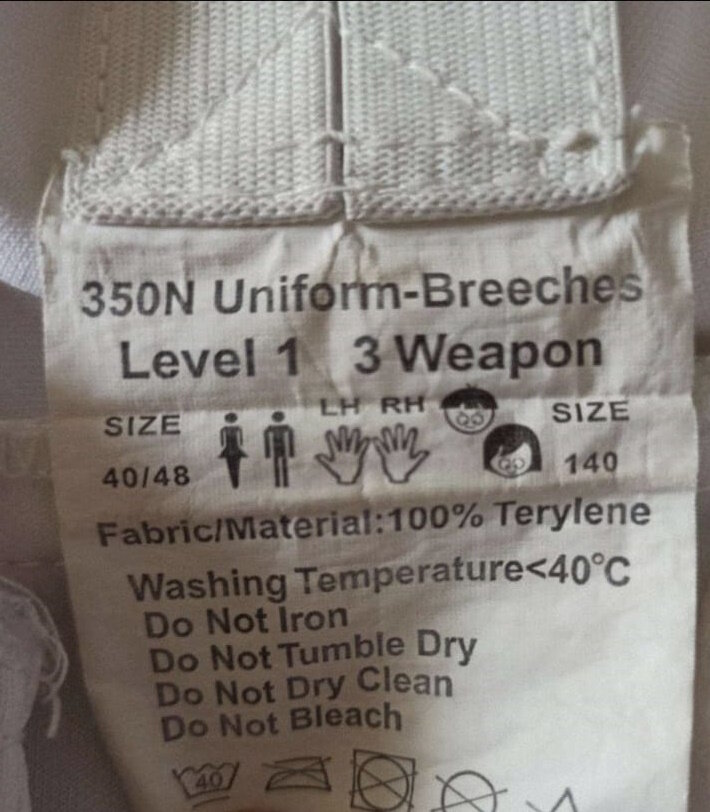 350N Uniform-Breeches
Level 1 3 Weapon
SIZE LH RH SIZE
40/48 140
Fabric/Material:100% Terylene
Washing Temperature<40°C
Do Not Iron
Do Not Tumble Dry
Do Not Dry Clean
Do Not Bleach
40